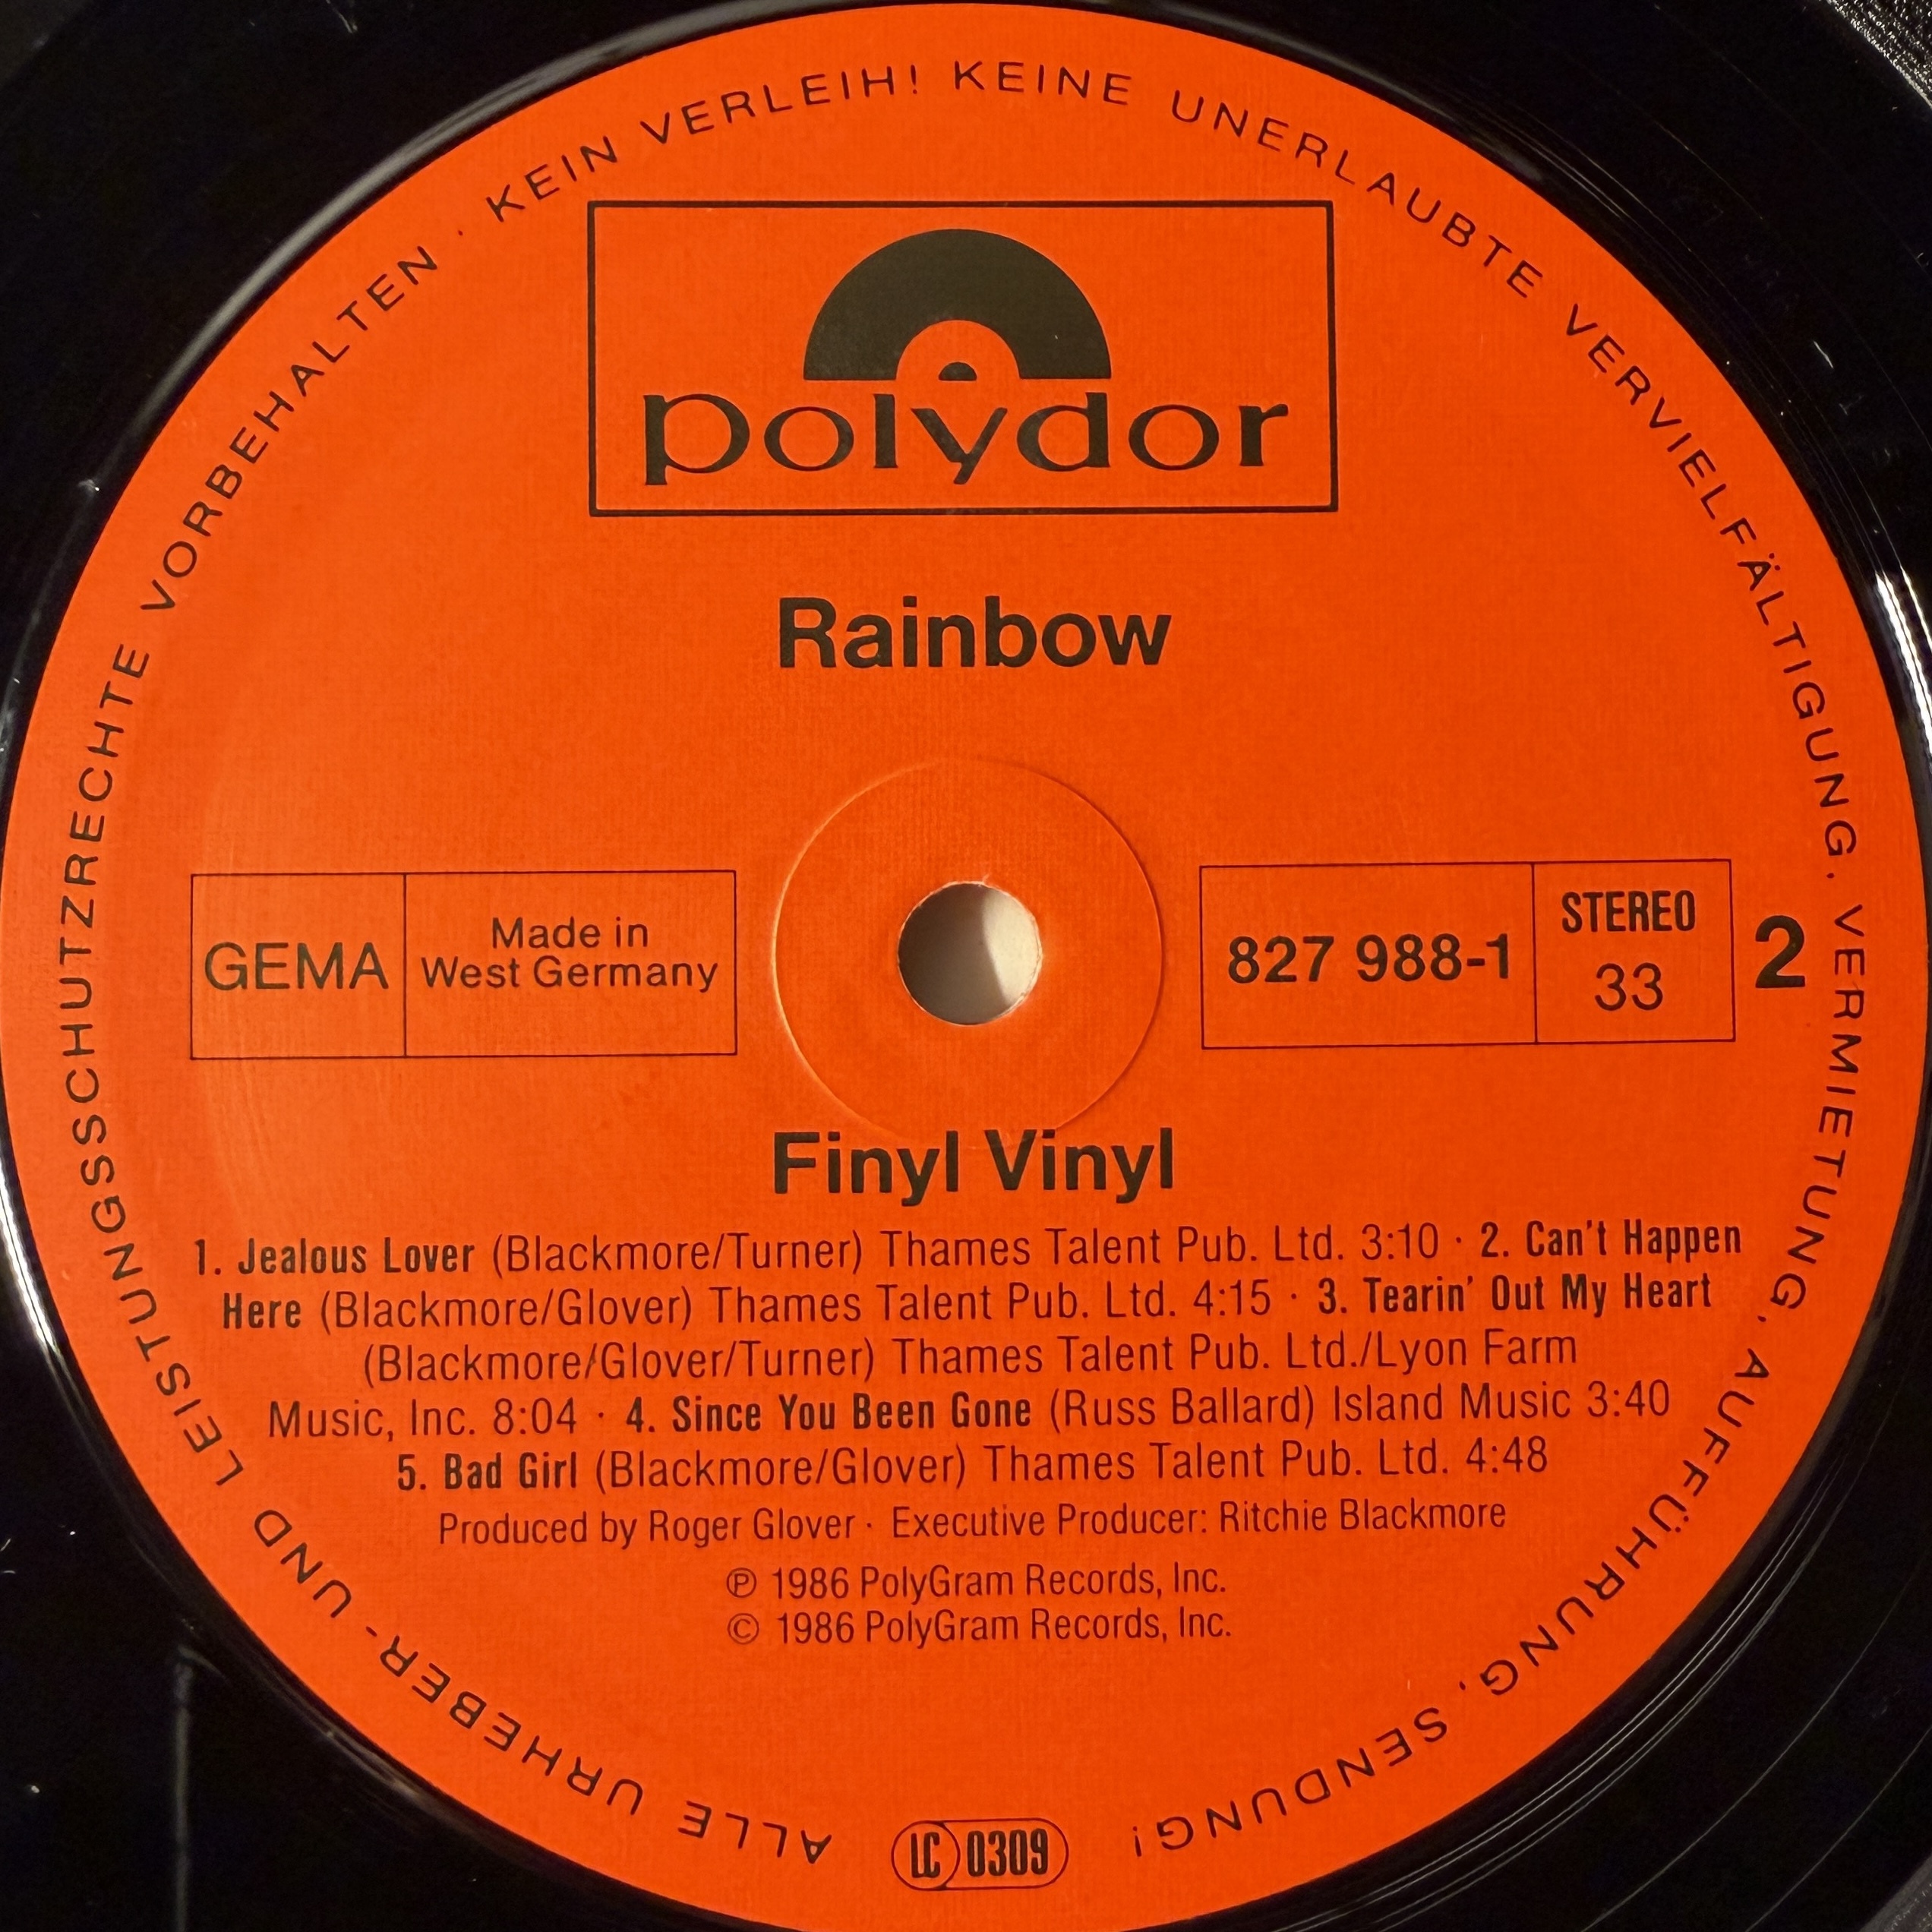 ALLE URHEBER- UND LEISTUNGSSCHUTZRECHTE VORBEHALTEN · KEIN VERLEIH! KEINE UNERLAUBTE VERVIELFÄLTIGUNG, VERMIETUNG, AUFFÜHRUNG, SENDUNG!
polydor
Rainbow
GEMA
Made in
West Germany
827 988-1
STEREO
33
2
Finyl Vinyl
1. Jealous Lover (Blackmore/Turner) Thames Talent Pub. Ltd. 3:10 · 2. Can't Happen
Here (Blackmore/Glover) Thames Talent Pub. Ltd. 4:15 · 3. Tearin' Out My Heart
(Blackmore/Glover/Turner) Thames Talent Pub. Ltd./Lyon Farm
Music, Inc. 8:04 · 4. Since You Been Gone (Russ Ballard) Island Music 3:40
5. Bad Girl (Blackmore/Glover) Thames Talent Pub. Ltd. 4:48
Produced by Roger Glover · Executive Producer: Ritchie Blackmore
℗ 1986 PolyGram Records, Inc.
© 1986 PolyGram Records, Inc.
LC 0309